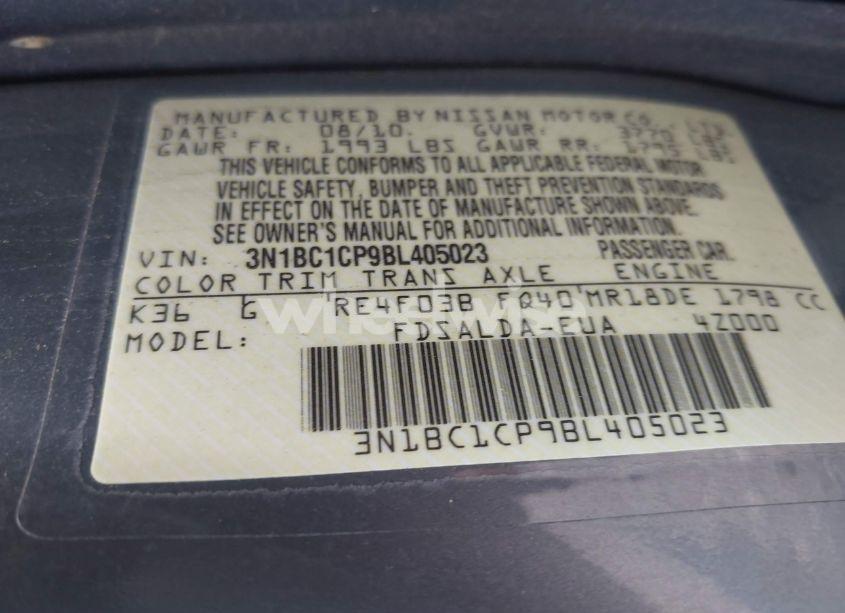 MANUFACTURED BY NISSAN MOTOR CO., LTD.
DATE: 08/10. GVWR: 3770 LBS
GAWR FR: 1993 LBS GAWR RR: 1795 LBS
THIS VEHICLE CONFORMS TO ALL APPLICABLE FEDERAL MOTOR
VEHICLE SAFETY, BUMPER AND THEFT PREVENTION STANDARDS
IN EFFECT ON THE DATE OF MANUFACTURE SHOWN ABOVE.
SEE OWNER'S MANUAL FOR ADDITIONAL INFORMATION.
VIN: 3N1BC1CP9BL405023 PASSENGER CAR.
COLOR TRIM TRANS AXLE ENGINE
K36 G RE4F03B FQ40 MR18DE 1798 CC
wheelwise
MODEL: FDSALDA-EUA 4Z000
3N1BC1CP9BL405023